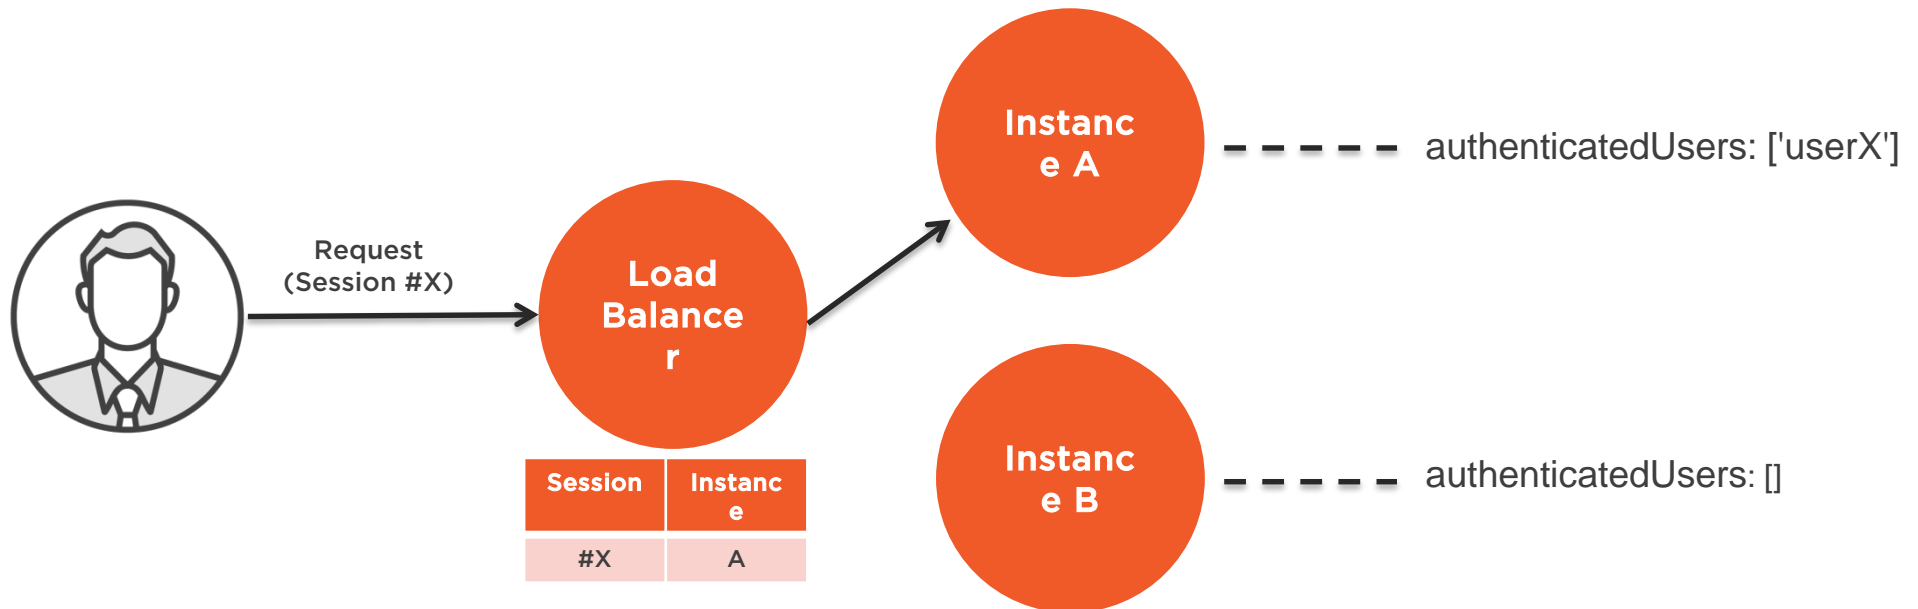 Request
(Session #X)
Load
Balance
r
Session
Instanc
e
#X
A
Instanc
e A
authenticatedUsers: ['userX']
Instanc
e B
authenticatedUsers: []